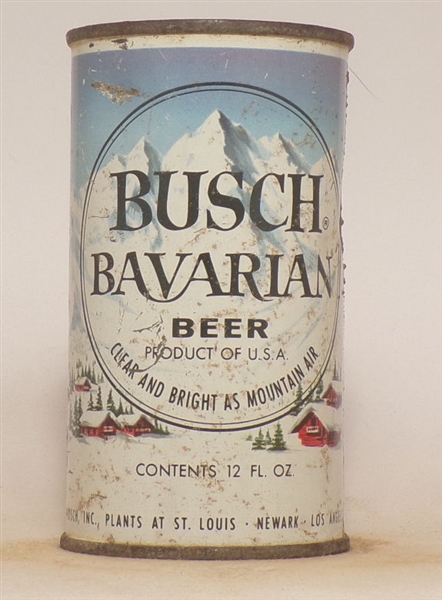 BUSCH®
BAVARIAN
BEER
PRODUCT OF U.S.A.
CLEAR AND BRIGHT AS MOUNTAIN AIR
CONTENTS 12 FL. OZ.
INC., PLANTS AT ST. LOUIS · NEWARK · LOS